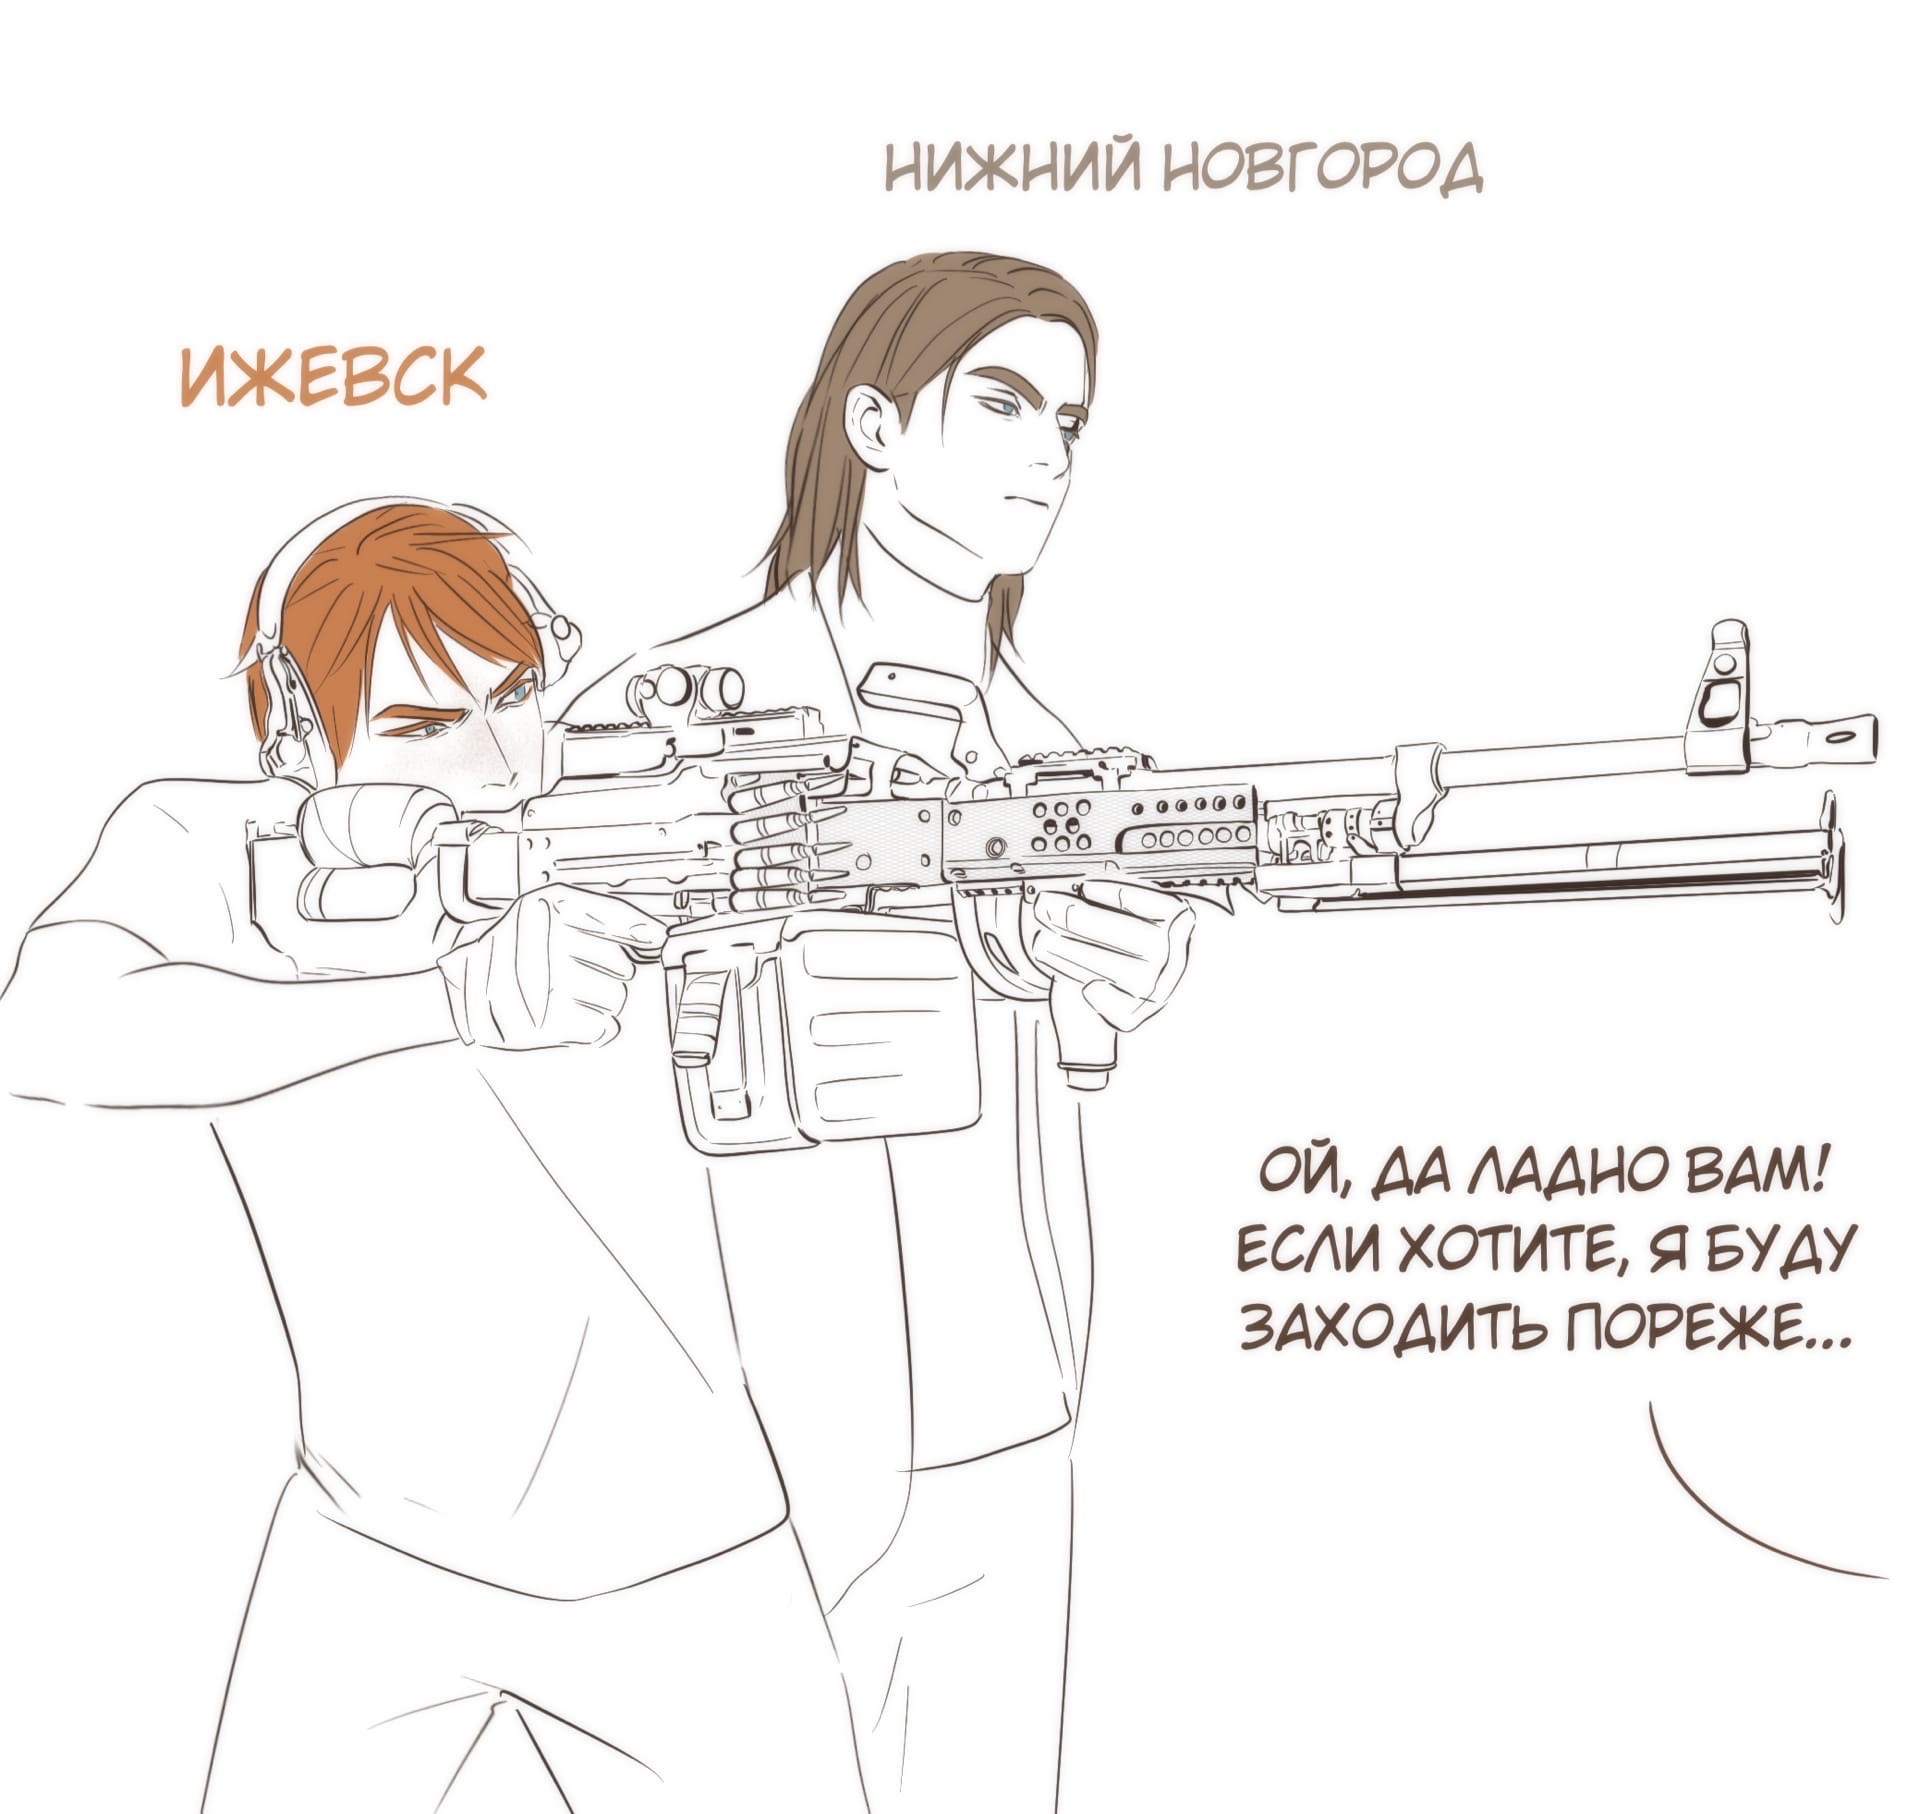 НИЖНИЙ НОВГОРОД
ИЖЕВСК
ОЙ, ДА ЛАДНО ВАМ!
ЕСЛИ ХОТИТЕ, Я БУДУ
ЗАХОДИТЬ ПОРЕЖЕ...